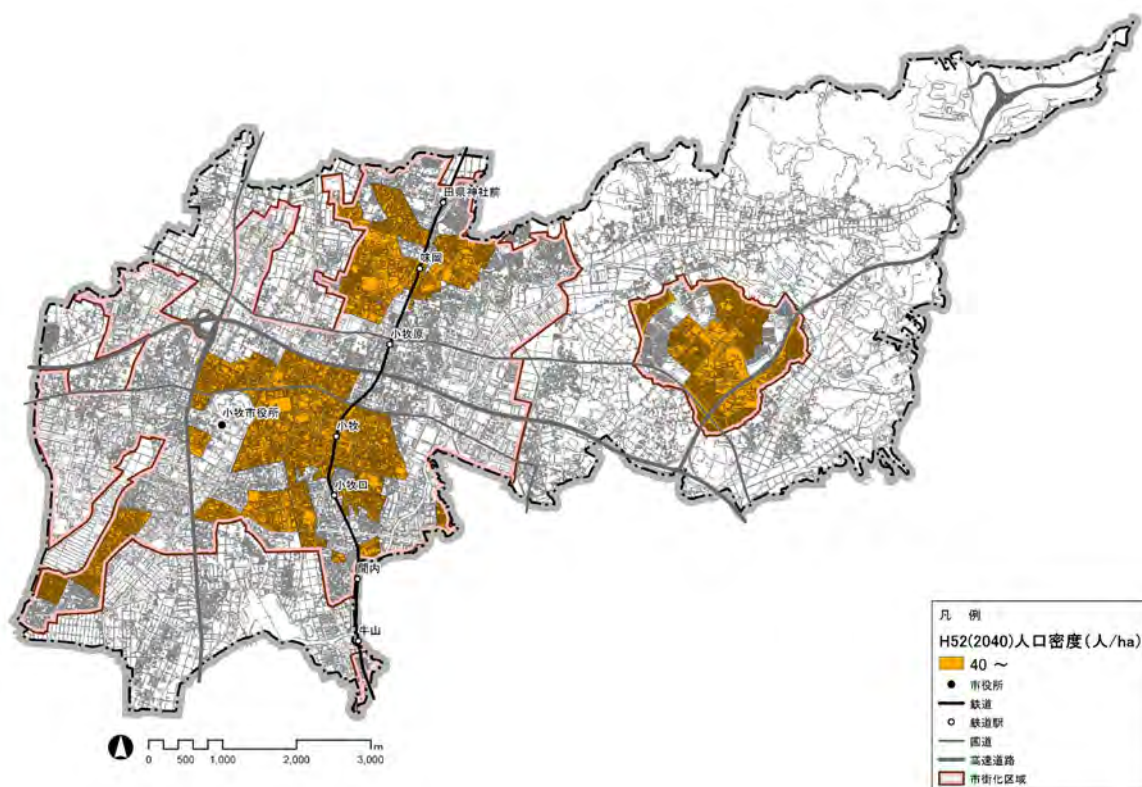 田県神社前
味岡
小牧原
小牧市役所
小牧
小牧口
間内
牛山
0 500 1,000 2,000 3,000 m
凡 例
H52(2040)人口密度(人/ha)
40 ～
市役所
鉄道
鉄道駅
国道
高速道路
市街化区域